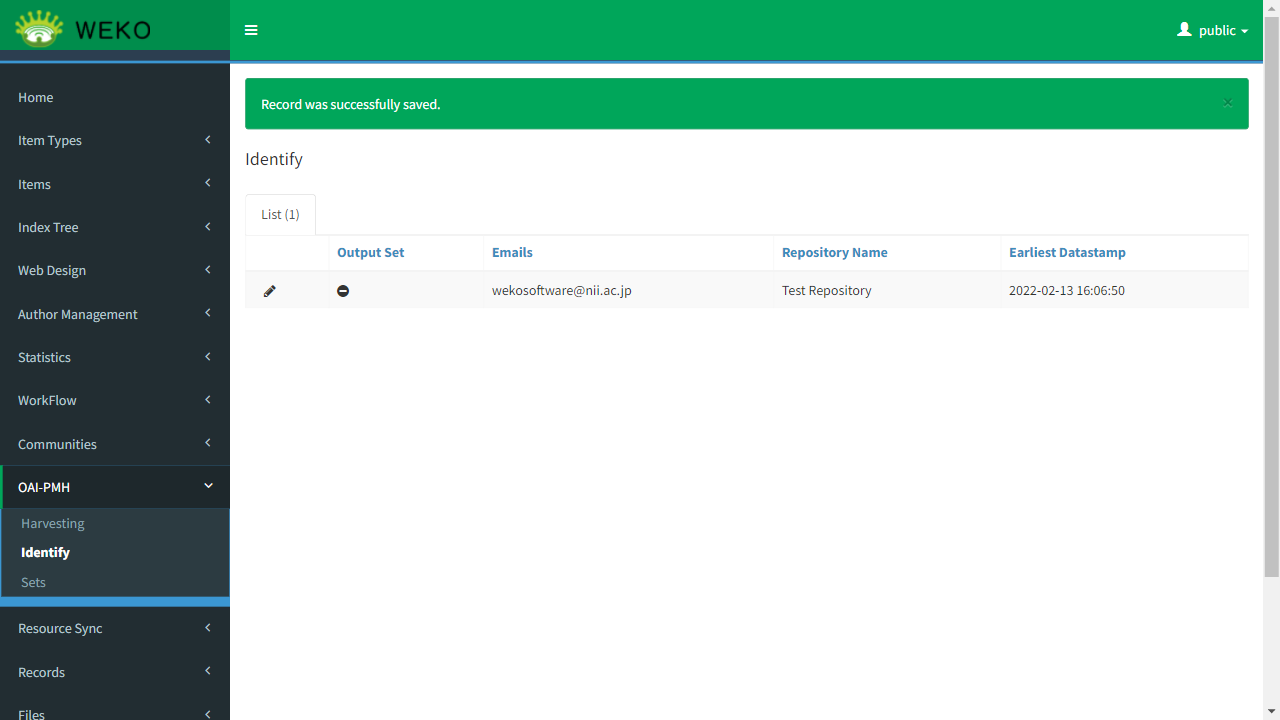 WEKO
public
Home
Item Types
Items
Index Tree
Web Design
Author Management
Statistics
WorkFlow
Communities
OAI-PMH
Harvesting
Identify
Sets
Resource Sync
Records
Files
Record was successfully saved.
×
Identify
List (1)
Output Set Emails Repository Name Earliest Datastamp
wekosoftware@nii.ac.jp Test Repository 2022-02-13 16:06:50